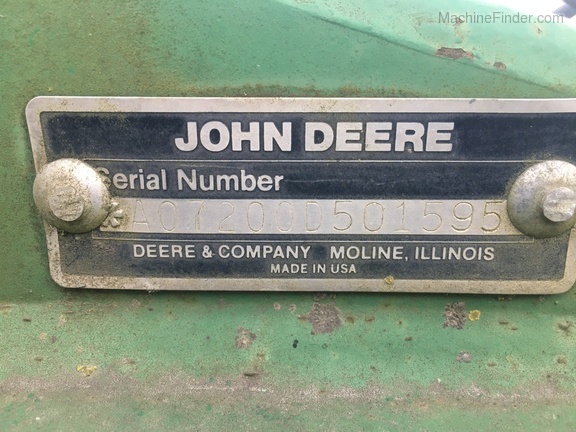 MachineFinder.com
JOHN DEERE
Serial Number
*A07200D501595
DEERE & COMPANY MOLINE, ILLINOIS
MADE IN USA